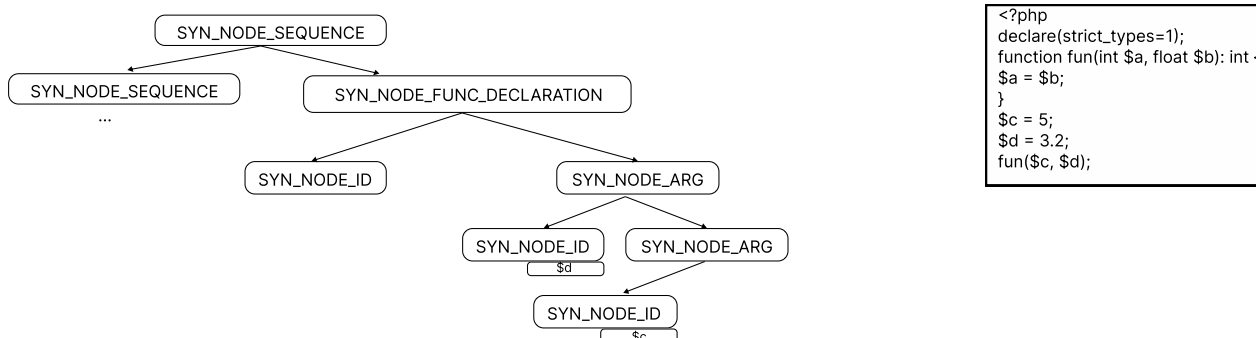 SYN_NODE_SEQUENCE
SYN_NODE_SEQUENCE
SYN_NODE_FUNC_DECLARATION
...
SYN_NODE_ID
SYN_NODE_ARG
SYN_NODE_ID
SYN_NODE_ARG
$d
SYN_NODE_ID
$c
<?php
declare(strict_types=1);
function fun(int $a, float $b): int
$a = $b;
}
$c = 5;
$d = 3.2;
fun($c, $d);